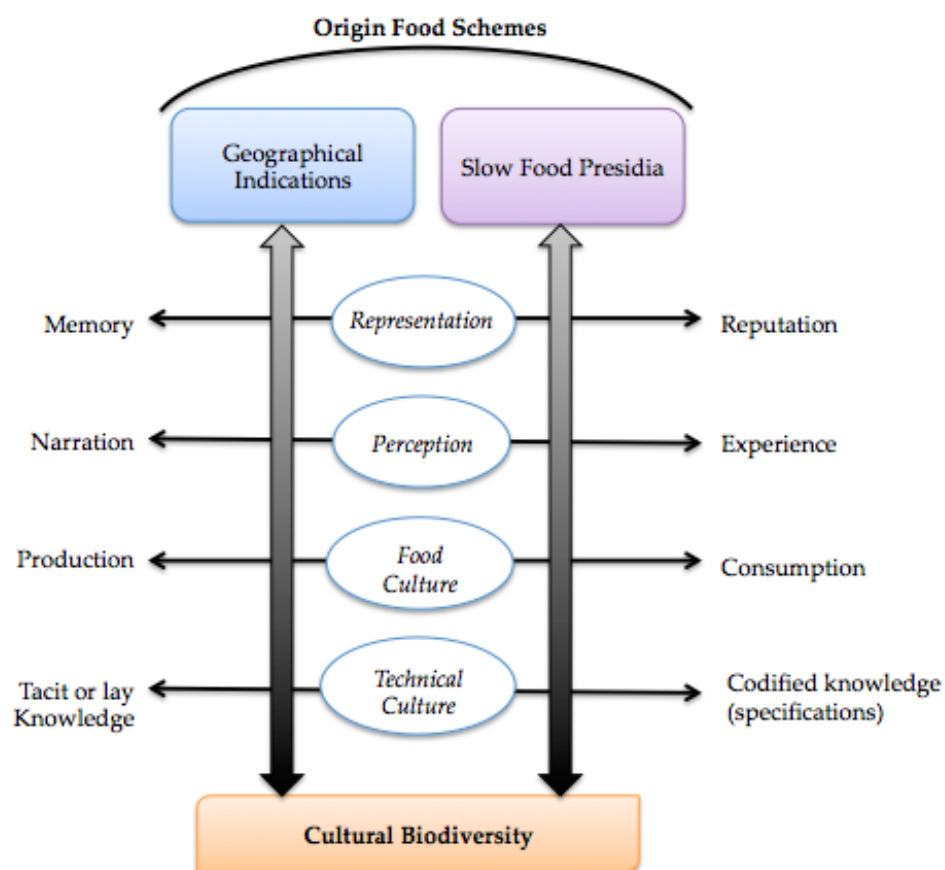 Origin Food Schemes
Geographical
Indications
Slow Food Presidia
Memory
Representation
Reputation
Narration
Perception
Experience
Production
Food
Culture
Consumption
Tacit or lay
Knowledge
Technical
Culture
Codified knowledge
(specifications)
Cultural Biodiversity